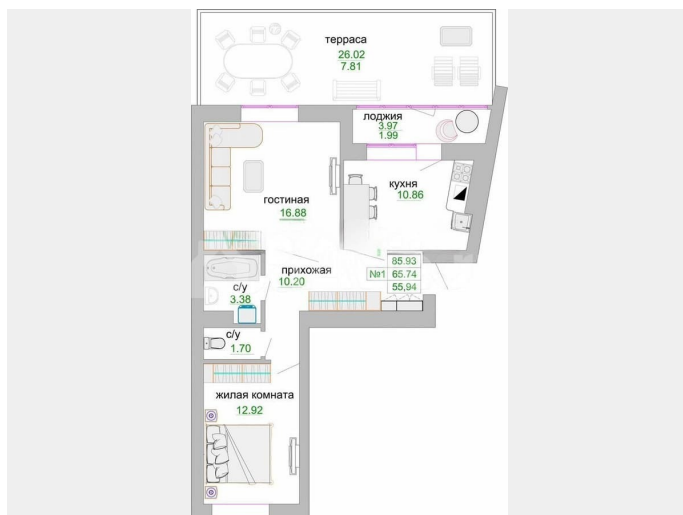 терраса
26.02
7.81
лоджия
3.97
1.99
кухня
10.86
гостиная
16.88
прихожая
10.20
85.93
№1 65.74
55.94
с/у
3.38
с/у
1.70
жилая комната
12.92